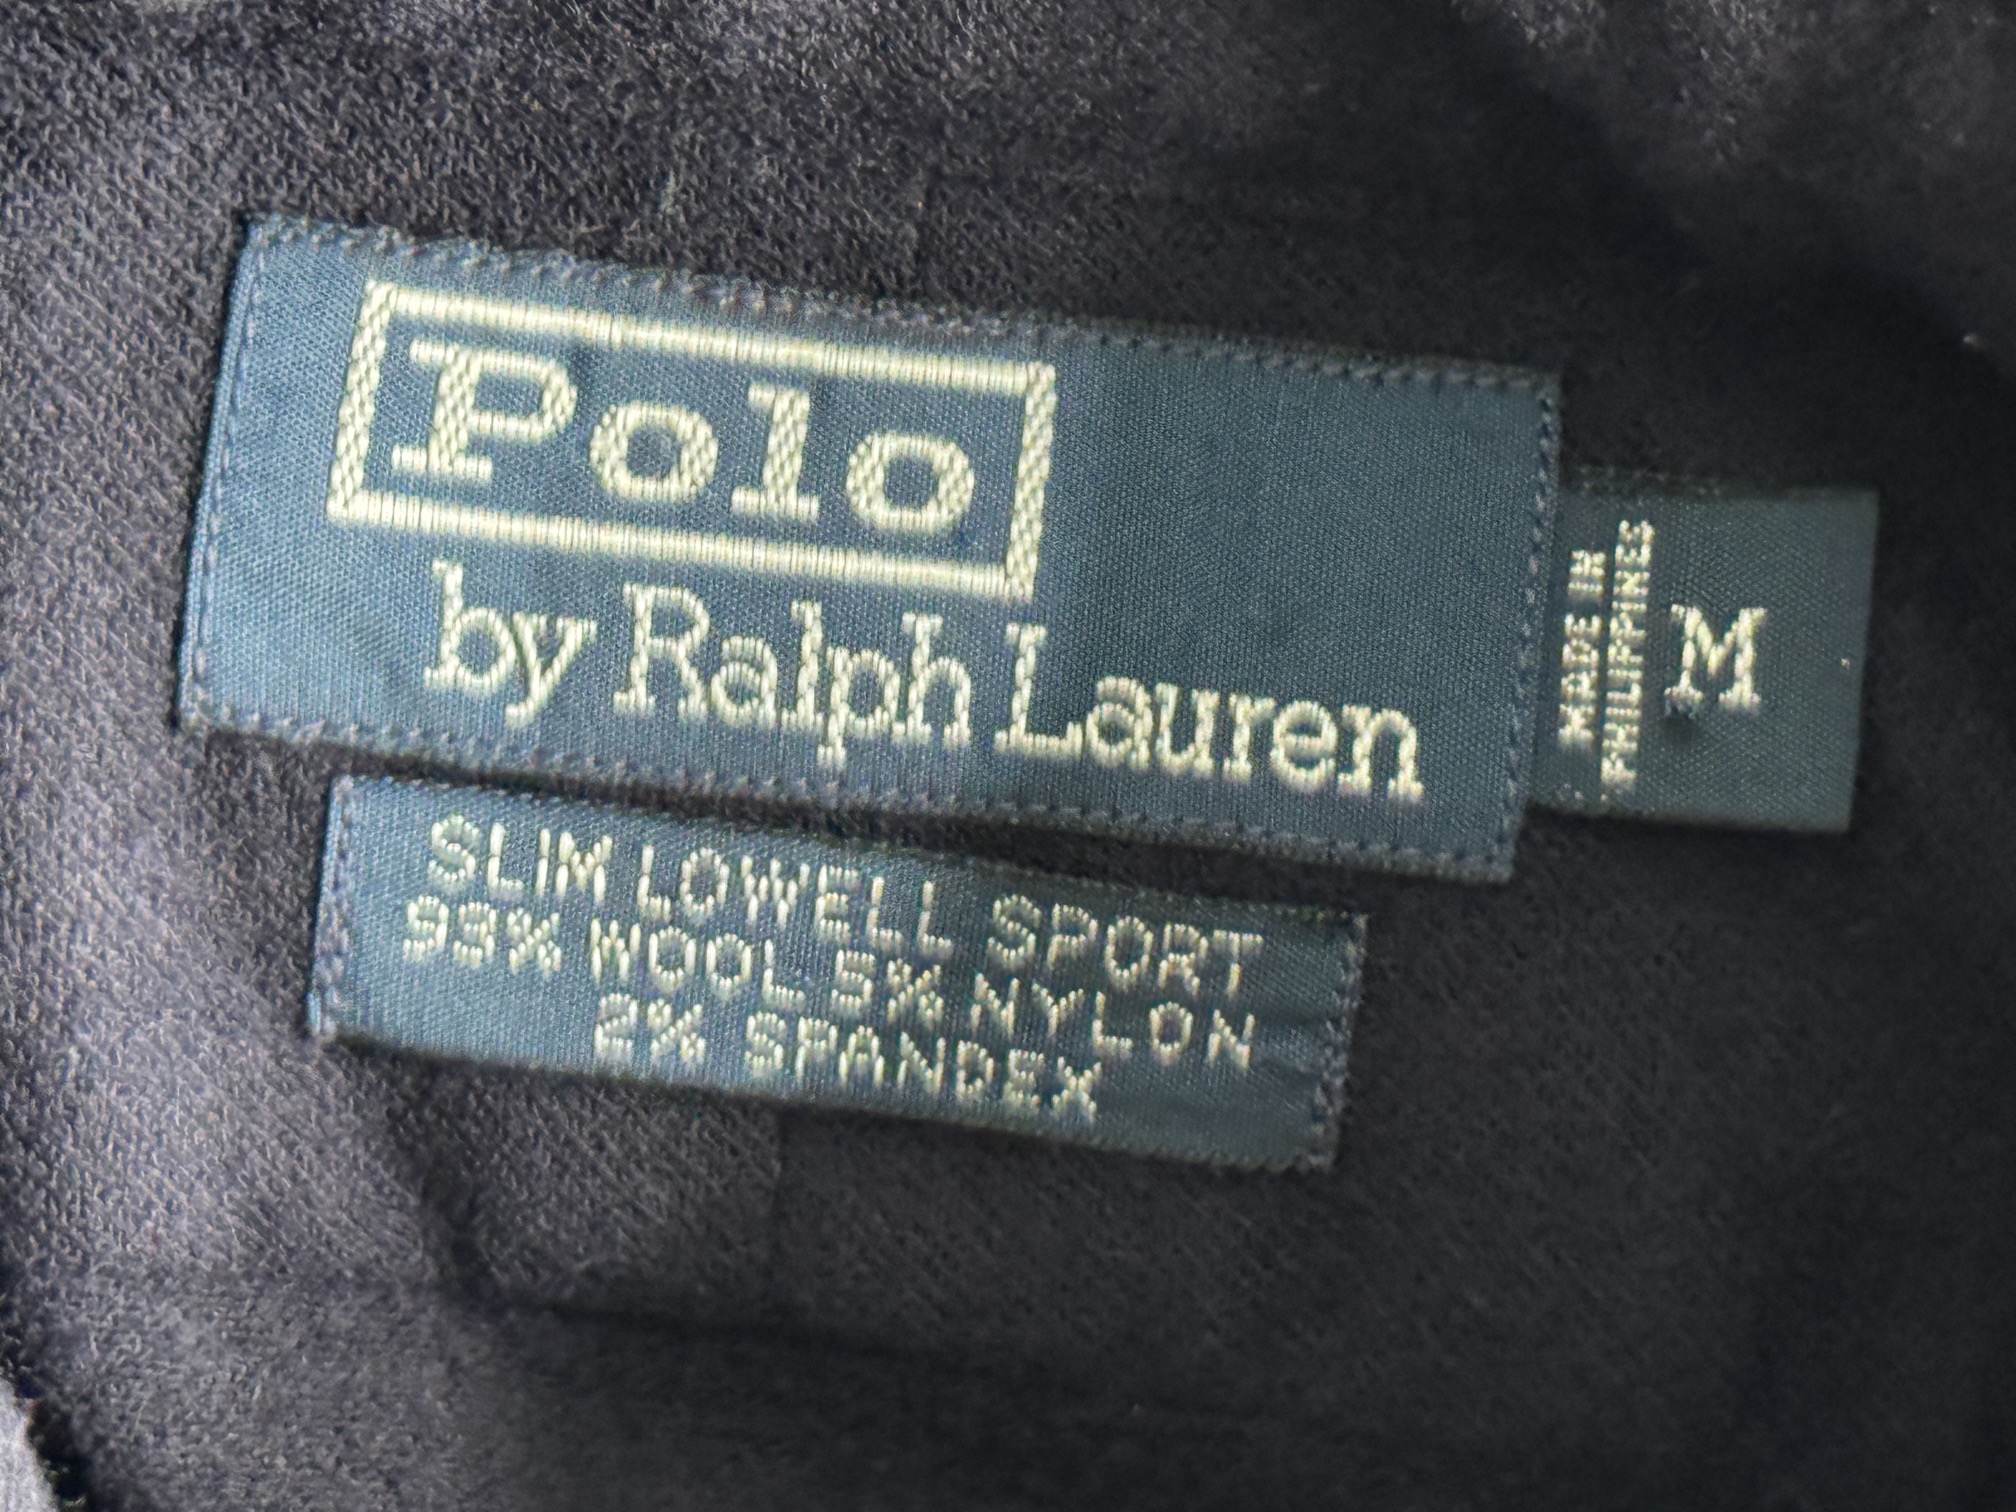 Polo
by Ralph Lauren
MADE IN
PHILIPPINES
M
SLIM LOWELL SPORT
93% WOOL 5% NYLON
2% SPANDEX